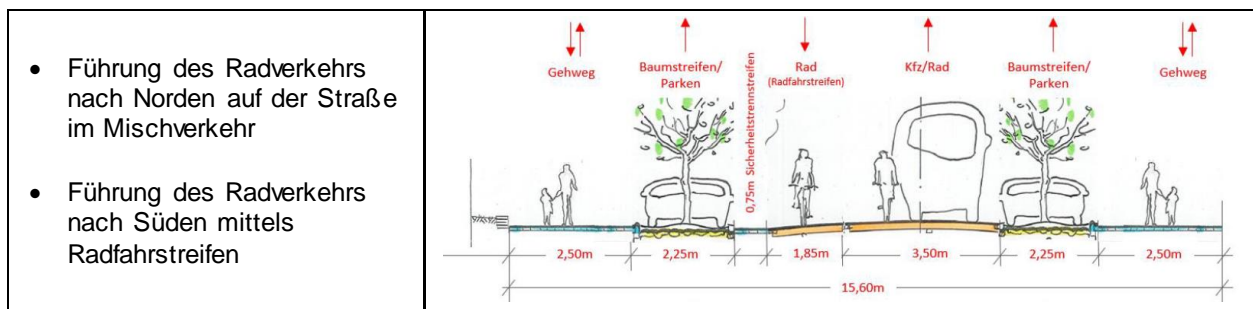 • Führung des Radverkehrs
nach Norden auf der Straße
im Mischverkehr
• Führung des Radverkehrs
nach Süden mittels
Radfahrstreifen
Gehweg
Baumstreifen/
Parken
0,75m Sicherheitstrennstreifen
Rad
(Radfahrstreifen)
Kfz/Rad
Baumstreifen/
Parken
Gehweg
2,50m
2,25m
1,85m
3,50m
2,25m
2,50m
15,60m